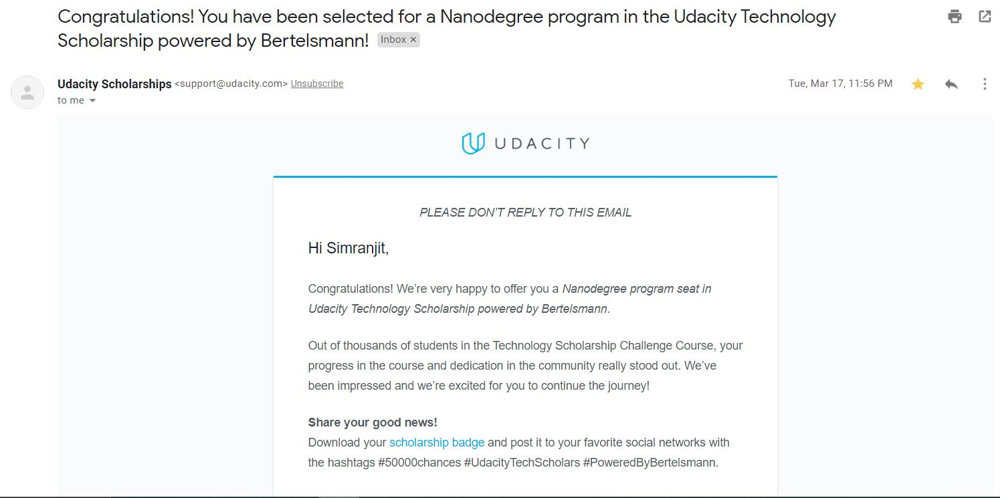 Congratulations! You have been selected for a Nanodegree program in the Udacity Technology
Scholarship powered by Bertelsmann! Inbox ×
Udacity Scholarships <support@udacity.com> Unsubscribe
Tue, Mar 17, 11:56 PM
to me
UDACITY
PLEASE DON’T REPLY TO THIS EMAIL
Hi Simranjit,
Congratulations! We’re very happy to offer you a Nanodegree program seat in
Udacity Technology Scholarship powered by Bertelsmann.
Out of thousands of students in the Technology Scholarship Challenge Course, your
progress in the course and dedication in the community really stood out. We’ve
been impressed and we’re excited for you to continue the journey!
Share your good news!
Download your scholarship badge and post it to your favorite social networks with
the hashtags #50000chances #UdacityTechScholars #PoweredByBertelsmann.